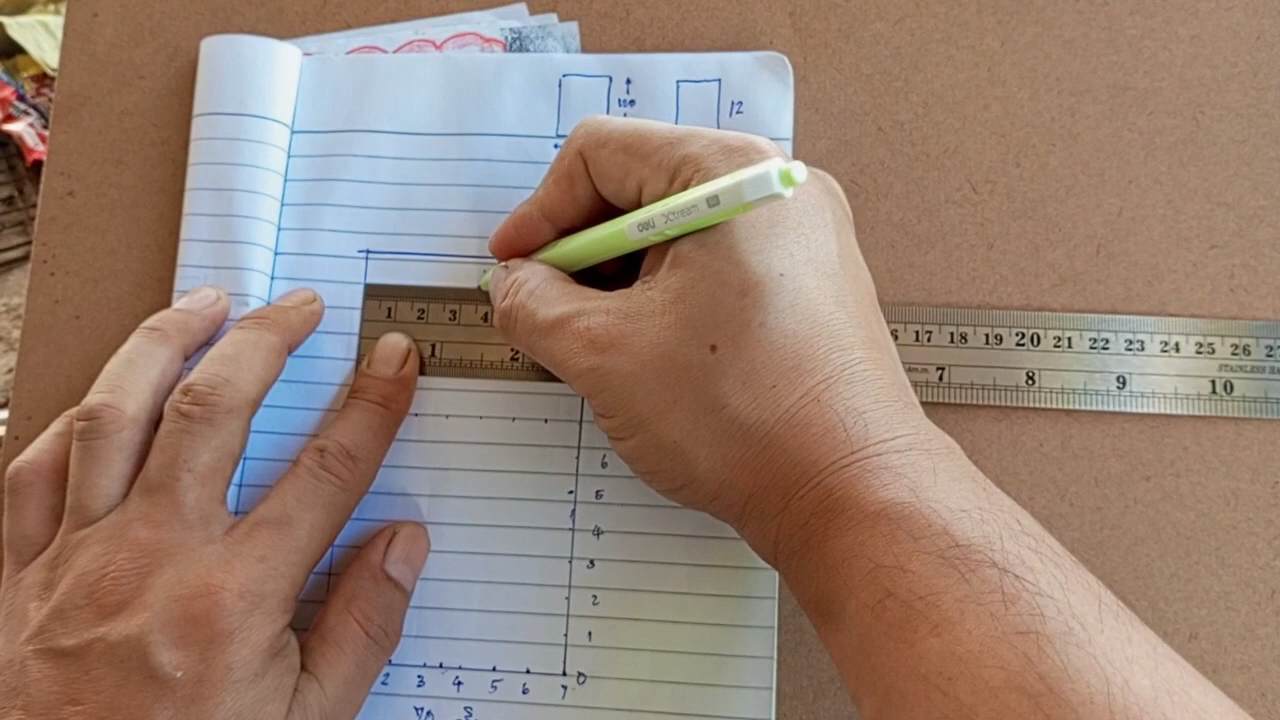 100
12
deli Xtream
1 2 3 4
17 18 19 20 21 22 23 24 25 26
1 2
7 8 9 10
4m.m. STAINLESS HA
6
5
4
3
2
1
0
2 3 4 5 6 7